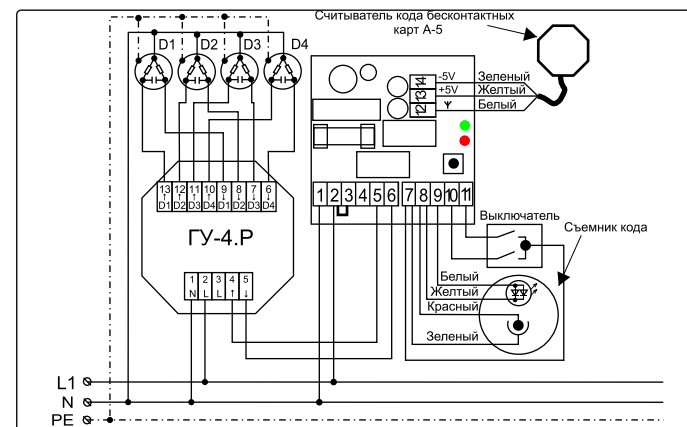 Считыватель кода бесконтактных
карт А-5
D1 D2 D3 D4
14 -5V Зеленый
13 +5V Желтый
12 Белый
13 12 11 10 9 8 7 6
↑ ↑ ↑ ↑ ↓ ↓ ↓ ↓
D1 D2 D3 D4 D1 D2 D3 D4
ГУ-4.Р
1 2 3 4 5
N L L ↑ ↓
1 2 3 4 5 6 7 8 9 10 11
Выключатель
Съемник кода
Белый
Желтый
Красный
Зеленый
L1
N
PE